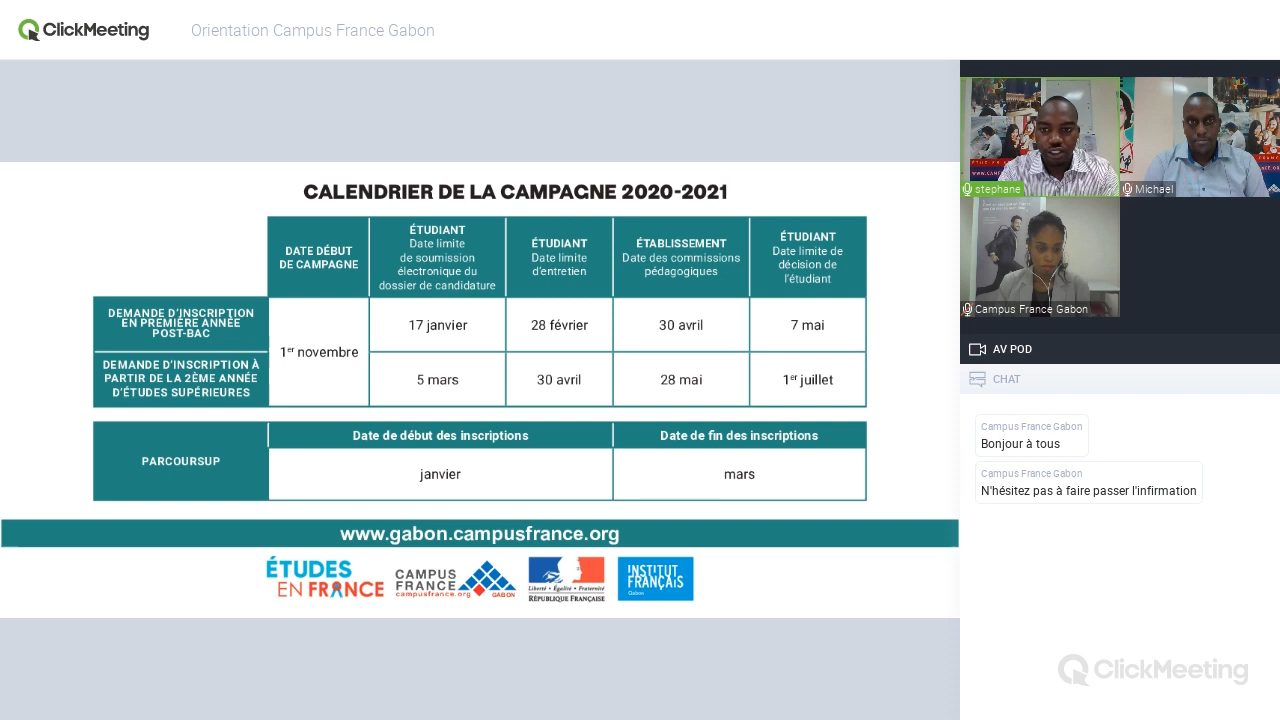 ClickMeeting
Orientation Campus France Gabon
CALENDRIER DE LA CAMPAGNE 2020-2021
DATE DÉBUT
DE CAMPAGNE
ÉTUDIANT
Date limite
de soumission
électronique du
dossier de candidature
ÉTUDIANT
Date limite
d'entretien
ÉTABLISSEMENT
Date des commissions
pédagogiques
ÉTUDIANT
Date limite de
décision de
l'étudiant
DEMANDE D'INSCRIPTION
EN PREMIÈRE ANNÉE
POST-BAC
1er novembre
17 janvier
28 février
30 avril
7 mai
DEMANDE D'INSCRIPTION À
PARTIR DE LA 2ÈME ANNÉE
D'ÉTUDES SUPÉRIEURES
5 mars
30 avril
28 mai
1er juillet
PARCOURSUP
Date de début des inscriptions
Date de fin des inscriptions
janvier
mars
www.gabon.campusfrance.org
ÉTUDES
EN FRANCE
CAMPUS
FRANCE
campusfrance.org
GABON
Liberté • Égalité • Fraternité
RÉPUBLIQUE FRANÇAISE
INSTITUT
FRANÇAIS
Gabon
stephane
Michael
Campus France Gabon
AV POD
CHAT
Campus France Gabon
Bonjour à tous
Campus France Gabon
N'hésitez pas à faire passer l'infirmation
ClickMeeting